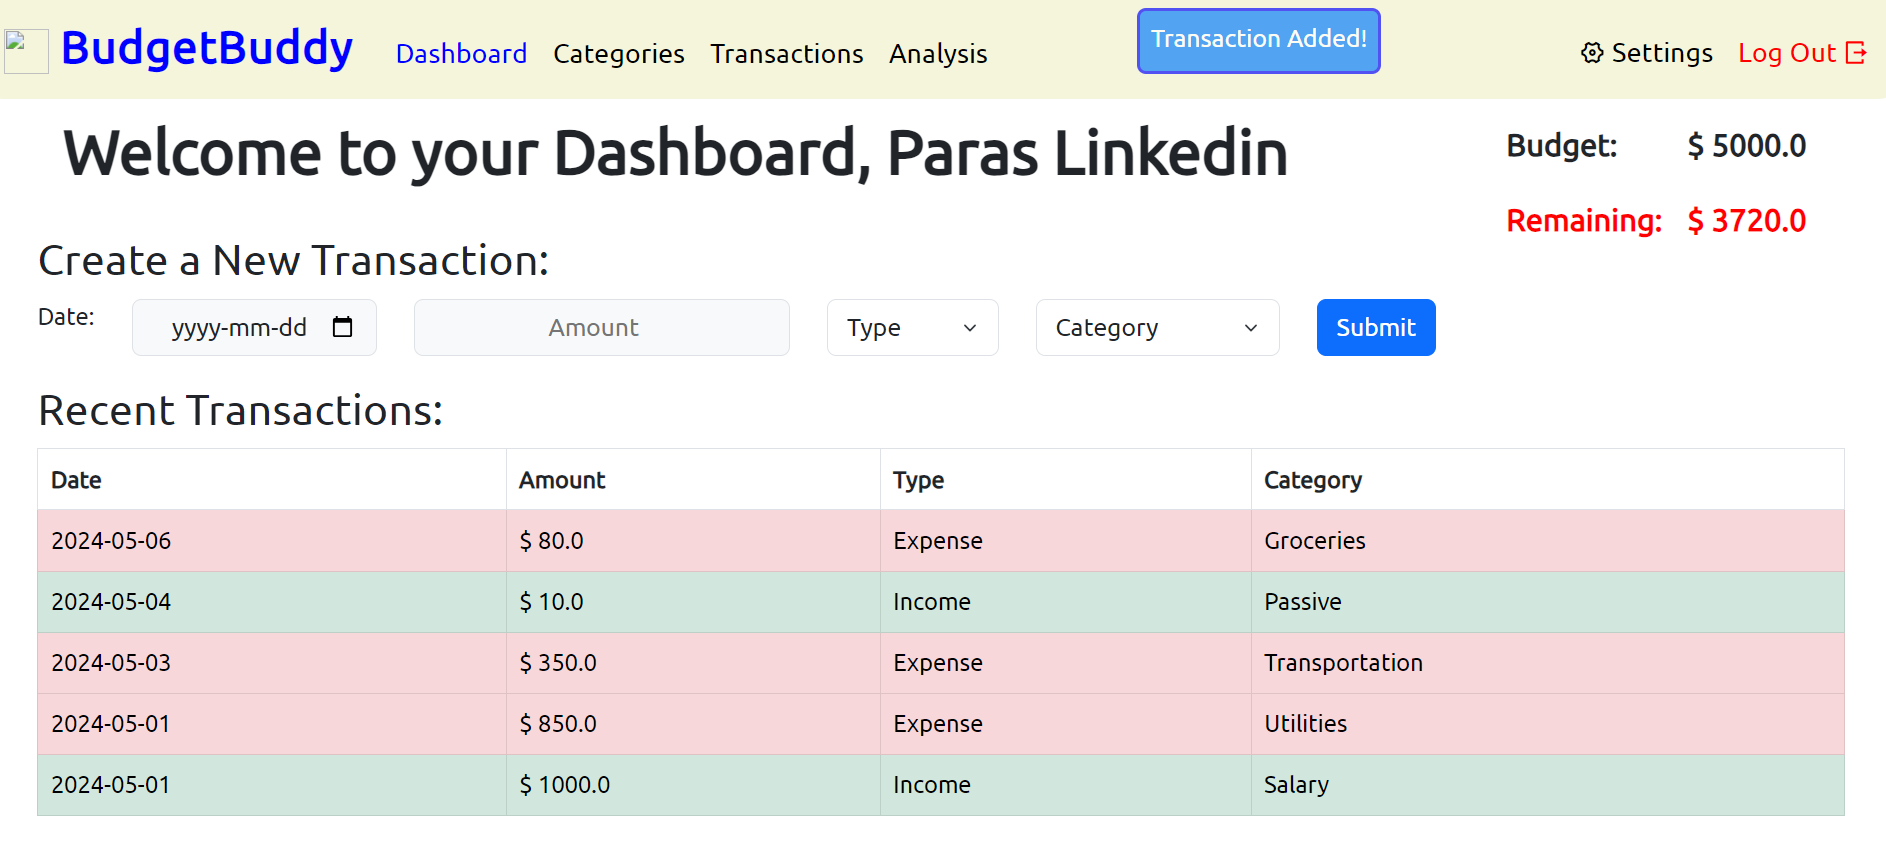 BudgetBuddy Dashboard Categories Transactions Analysis Transaction Added! Settings Log Out
Welcome to your Dashboard, Paras Linkedin
Budget: $ 5000.0
Remaining: $ 3720.0
Create a New Transaction:
Date: yyyy-mm-dd Amount Type Category Submit
Recent Transactions:
Date Amount Type Category
2024-05-06 $ 80.0 Expense Groceries
2024-05-04 $ 10.0 Income Passive
2024-05-03 $ 350.0 Expense Transportation
2024-05-01 $ 850.0 Expense Utilities
2024-05-01 $ 1000.0 Income Salary